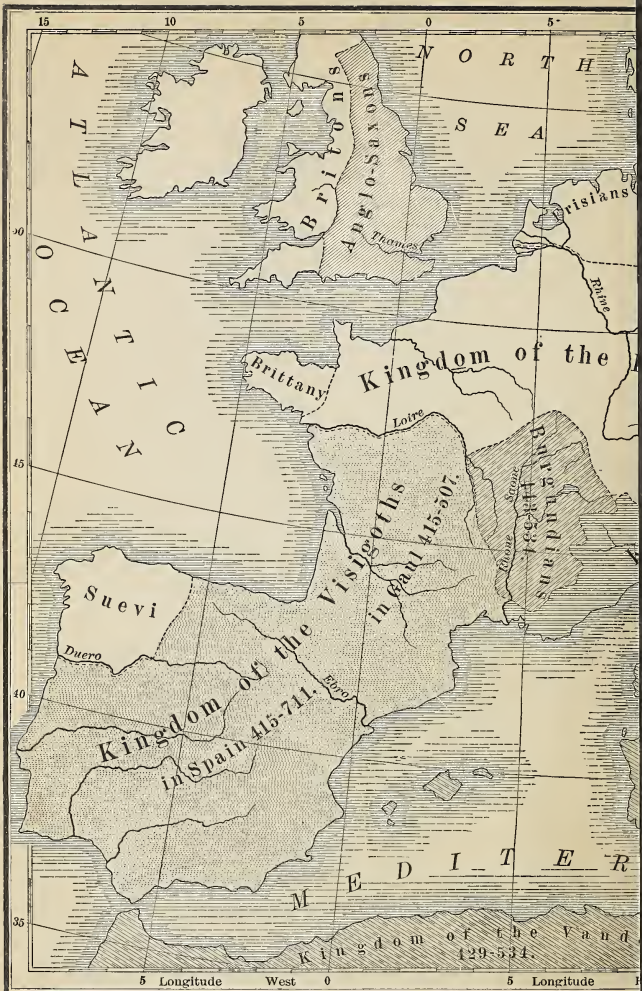 15 10 5 0 5
NORTH
SEA
ATLANTIC
OCEAN
Britons
Anglo-Saxons
Thames
Frisians
Rhine
50
Brittany
Kingdom of the
Loire
45
Burgundians
443-534.
Saone
Rhone
Kingdom of the Visigoths
in Gaul 415-507.
in Spain 415-711.
Suevi
Duero
Ebro
40
MEDITER
35
Kingdom of the Vand
429-534.
5 Longitude West 0 5 Longitude